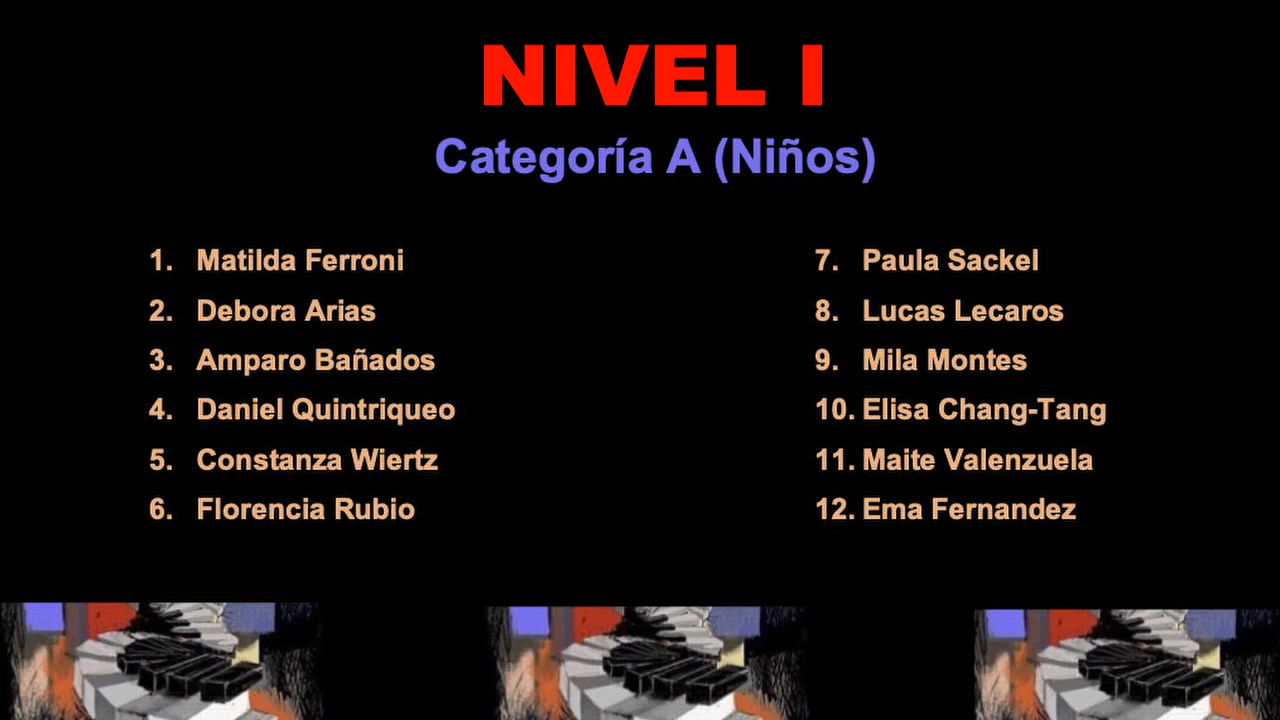 NIVEL I
Categoría A (Niños)
1. Matilda Ferroni
2. Debora Arias
3. Amparo Bañados
4. Daniel Quintriqueo
5. Constanza Wiertz
6. Florencia Rubio
7. Paula Sackel
8. Lucas Lecaros
9. Mila Montes
10. Elisa Chang-Tang
11. Maite Valenzuela
12. Ema Fernandez